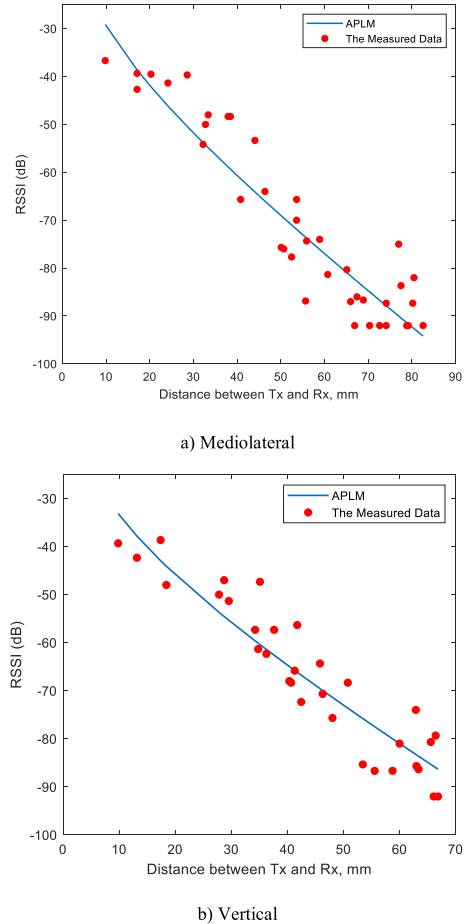 -30
-40
-50
-60
-70
-80
-90
-100
RSSI (dB)
APLM
The Measured Data
0 10 20 30 40 50 60 70 80 90
Distance between Tx and Rx, mm
a) Mediolateral
-30
-40
-50
-60
-70
-80
-90
-100
RSSI (dB)
APLM
The Measured Data
0 10 20 30 40 50 60 70
Distance between Tx and Rx, mm
b) Vertical